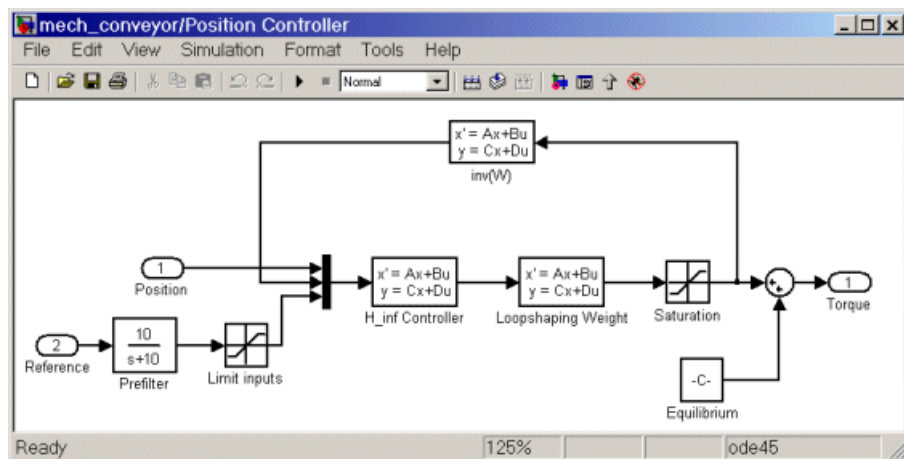 mech_conveyor/Position Controller
File Edit View Simulation Format Tools Help
Normal
x' = Ax+Bu
y = Cx+Du
inv(W)
1
Position
x' = Ax+Bu
y = Cx+Du
H_inf Controller
x' = Ax+Bu
y = Cx+Du
Loopshaping Weight
Saturation
1
Torque
2
Reference
10
s+10
Prefilter
Limit inputs
-C-
Equilibrium
Ready 125% ode45